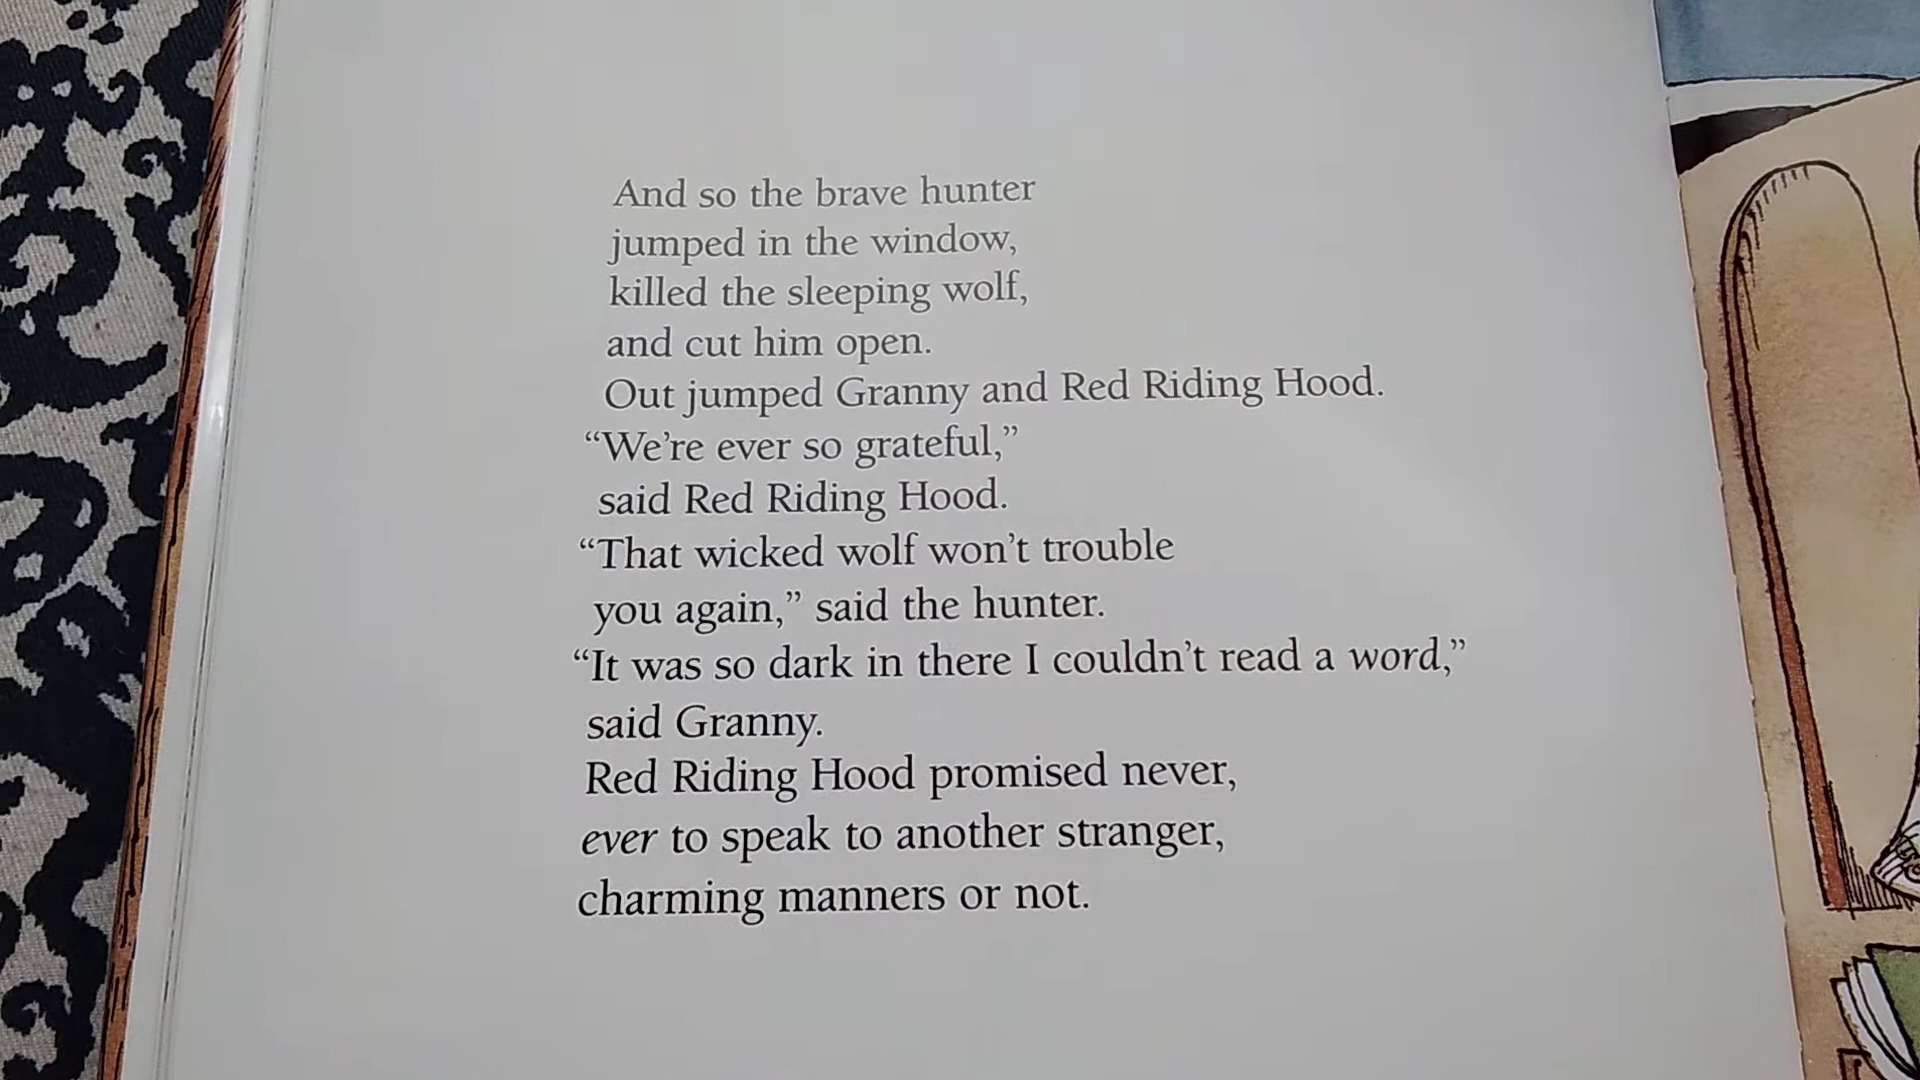 And so the brave hunter
jumped in the window,
killed the sleeping wolf,
and cut him open.
Out jumped Granny and Red Riding Hood.
“We’re ever so grateful,”
said Red Riding Hood.
“That wicked wolf won’t trouble
you again,” said the hunter.
“It was so dark in there I couldn’t read a word,”
said Granny.
Red Riding Hood promised never,
ever to speak to another stranger,
charming manners or not.